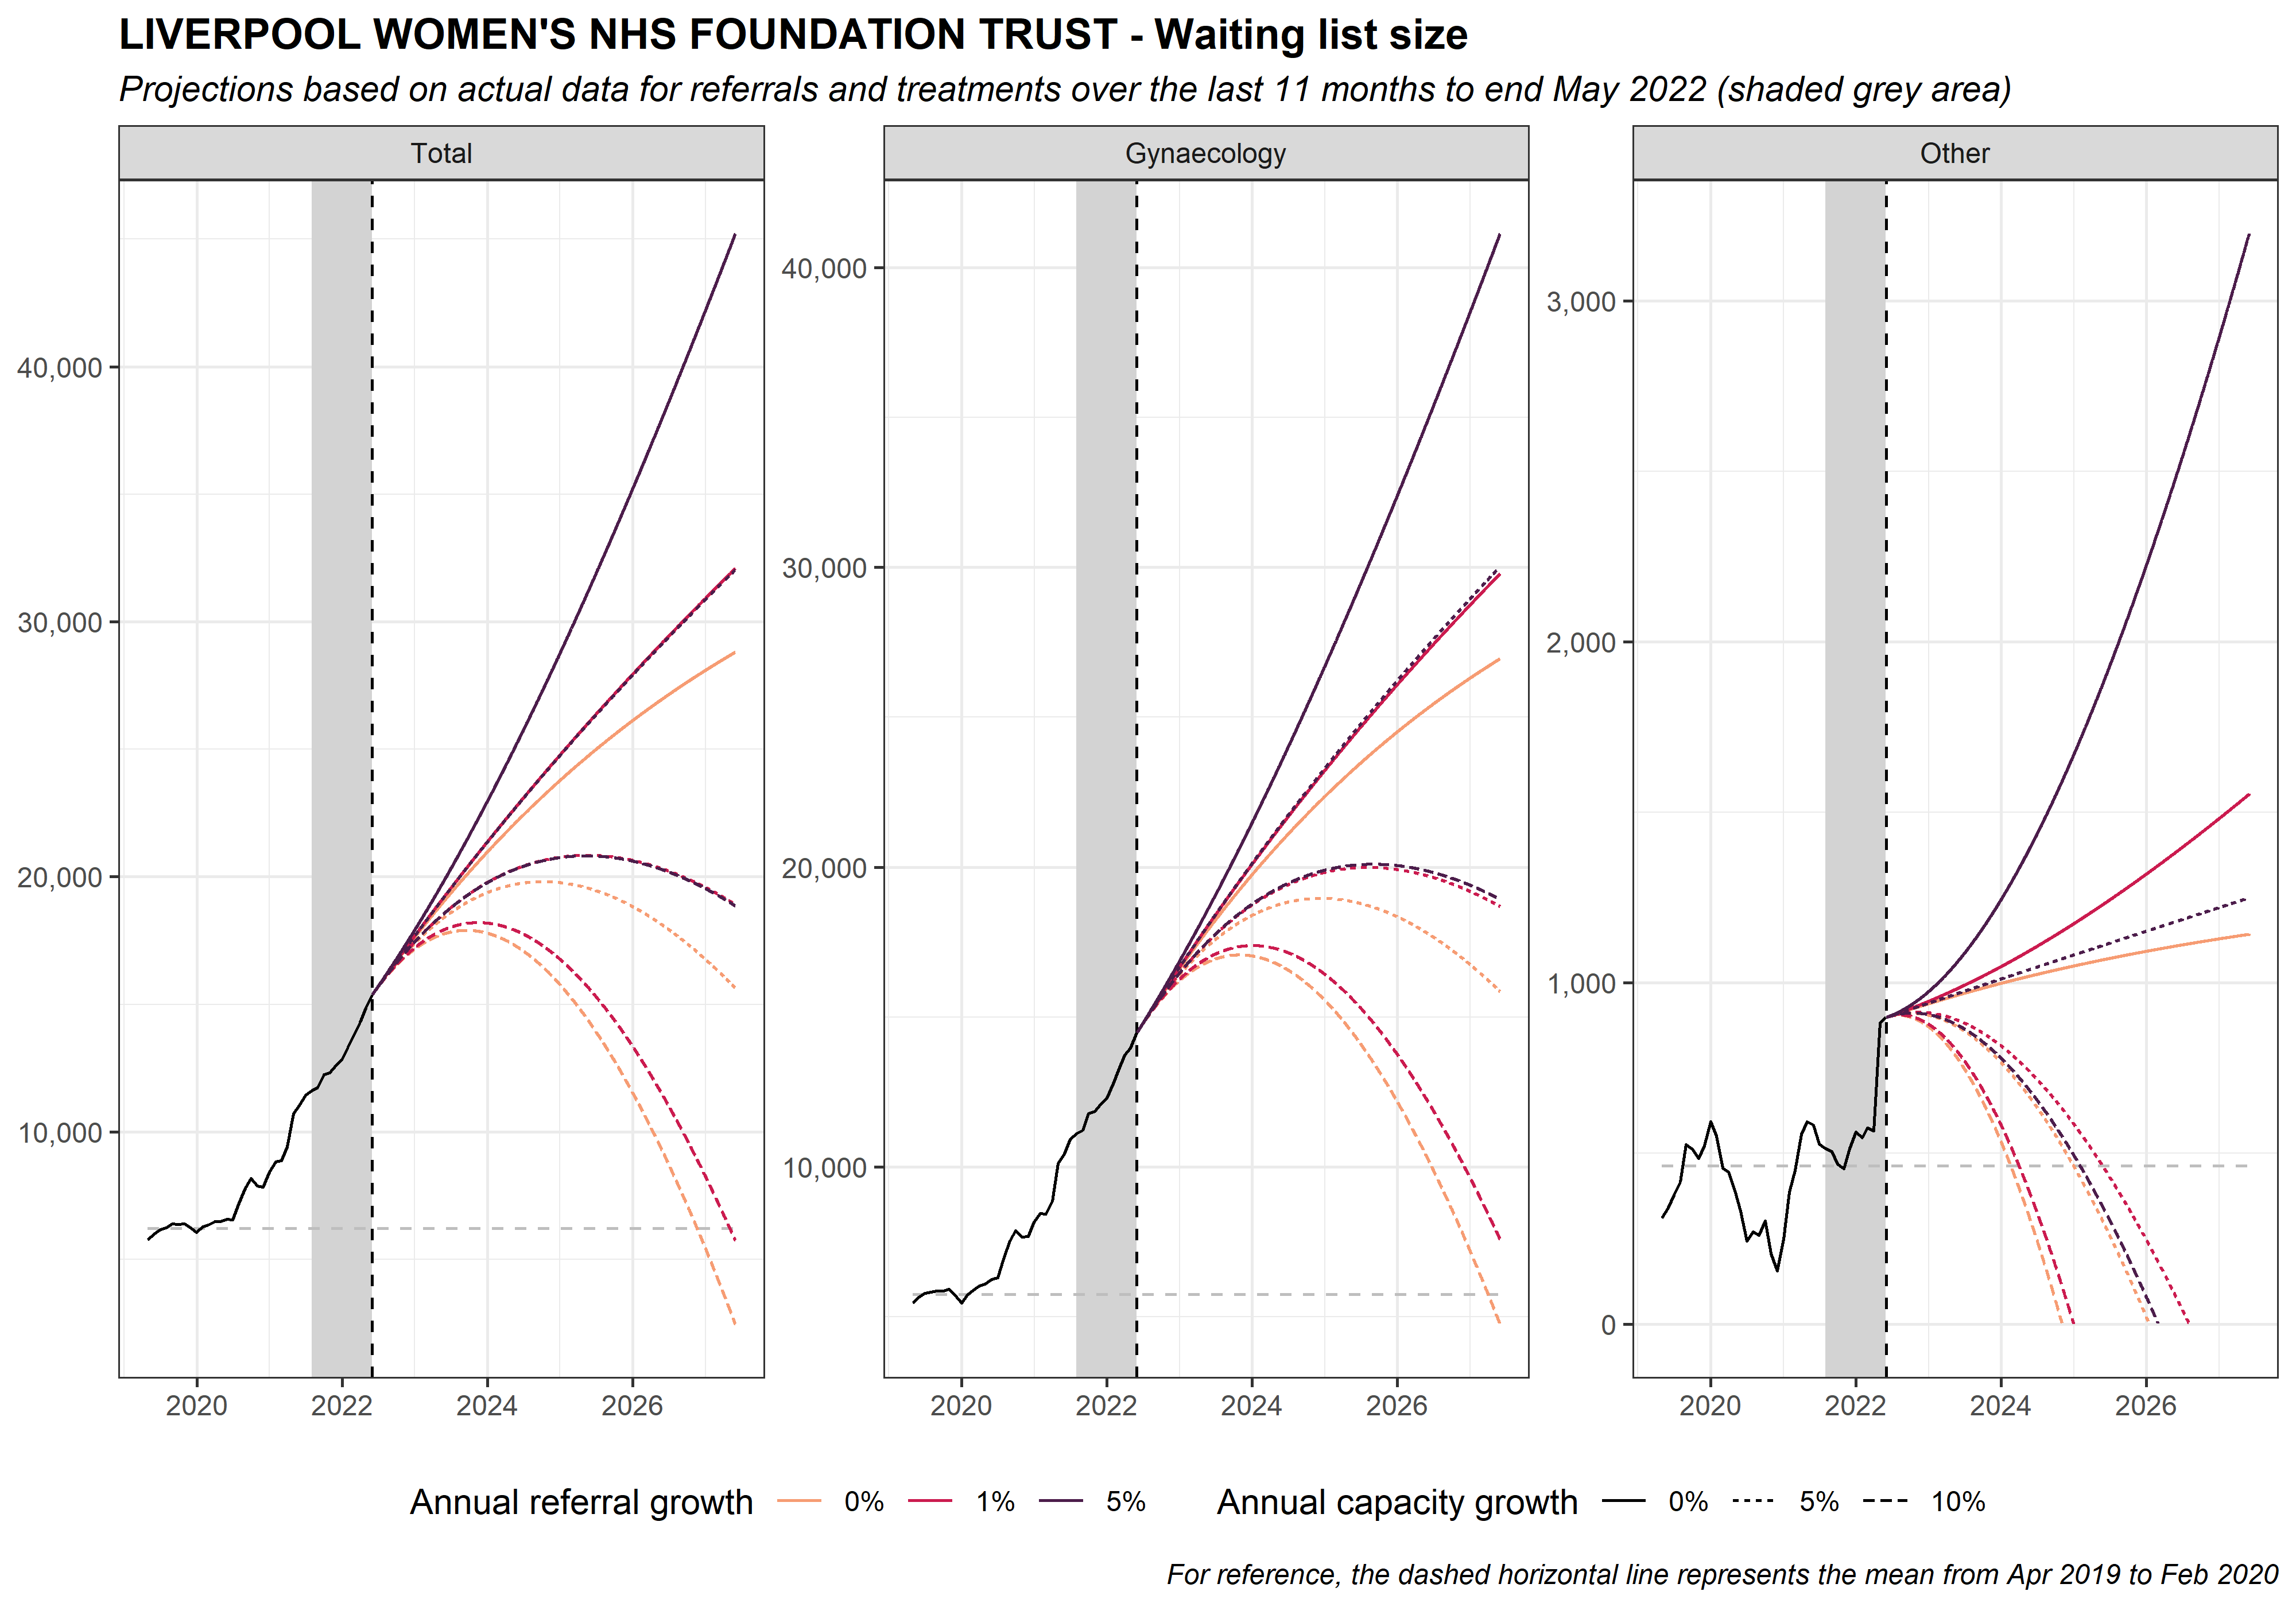 LIVERPOOL WOMEN'S NHS FOUNDATION TRUST - Waiting list size
Projections based on actual data for referrals and treatments over the last 11 months to end May 2022 (shaded grey area)
Total
Gynaecology
Other
40,000
30,000
20,000
10,000
40,000
30,000
20,000
10,000
3,000
2,000
1,000
0
2020 2022 2024 2026
2020 2022 2024 2026
2020 2022 2024 2026
Annual referral growth 0% 1% 5%
Annual capacity growth 0% 5% 10%
For reference, the dashed horizontal line represents the mean from Apr 2019 to Feb 2020